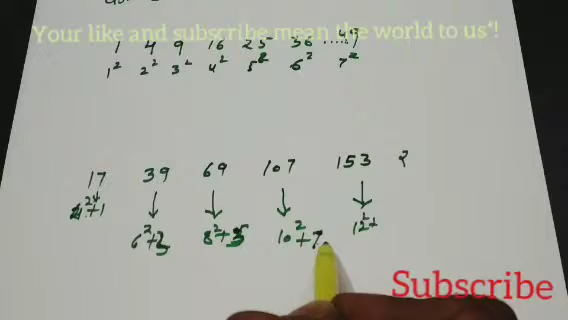 Your like and subscribe mean the world to us"!
1 4 9 16 25 36 ..... 49
1² 2² 3² 4² 5² 6² 7²
17 39 69 107 153 ?
4²+1 6²+3 8²+5 10²+7 12²+
Subscribe